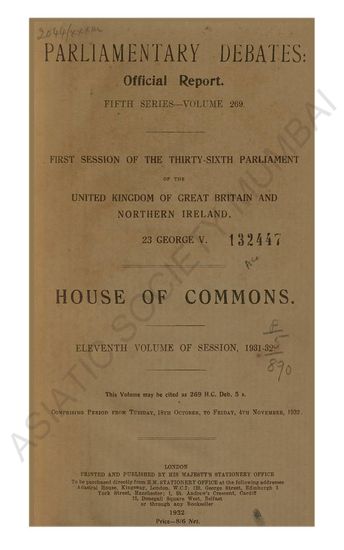 2044/xxxm
PARLIAMENTARY DEBATES:
Official Report.
FIFTH SERIES—VOLUME 269.
FIRST SESSION OF THE THIRTY-SIXTH PARLIAMENT
OF THE
UNITED KINGDOM OF GREAT BRITAIN AND
NORTHERN IRELAND.
23 GEORGE V.
132447
HOUSE OF COMMONS.
ELEVENTH VOLUME OF SESSION, 1931-32
890
This Volume may be cited as 269 H.C. Deb. 5 s.
COMPRISING PERIOD FROM TUESDAY, 18TH OCTOBER, TO FRIDAY, 4TH NOVEMBER, 1932.
LONDON
PRINTED AND PUBLISHED BY HIS MAJESTY'S STATIONERY OFFICE
To be purchased directly from H.M. STATIONERY OFFICE at the following addresses
Adastral House, Kingsway, London, W.C.2; 120, George Street, Edinburgh 2
York Street, Manchester; 1, St. Andrew's Crescent, Cardiff
15, Donegall Square West, Belfast
or through any Bookseller
1932
Price—8/6 Net.
ASIATIC SOCIETY MUMBAI